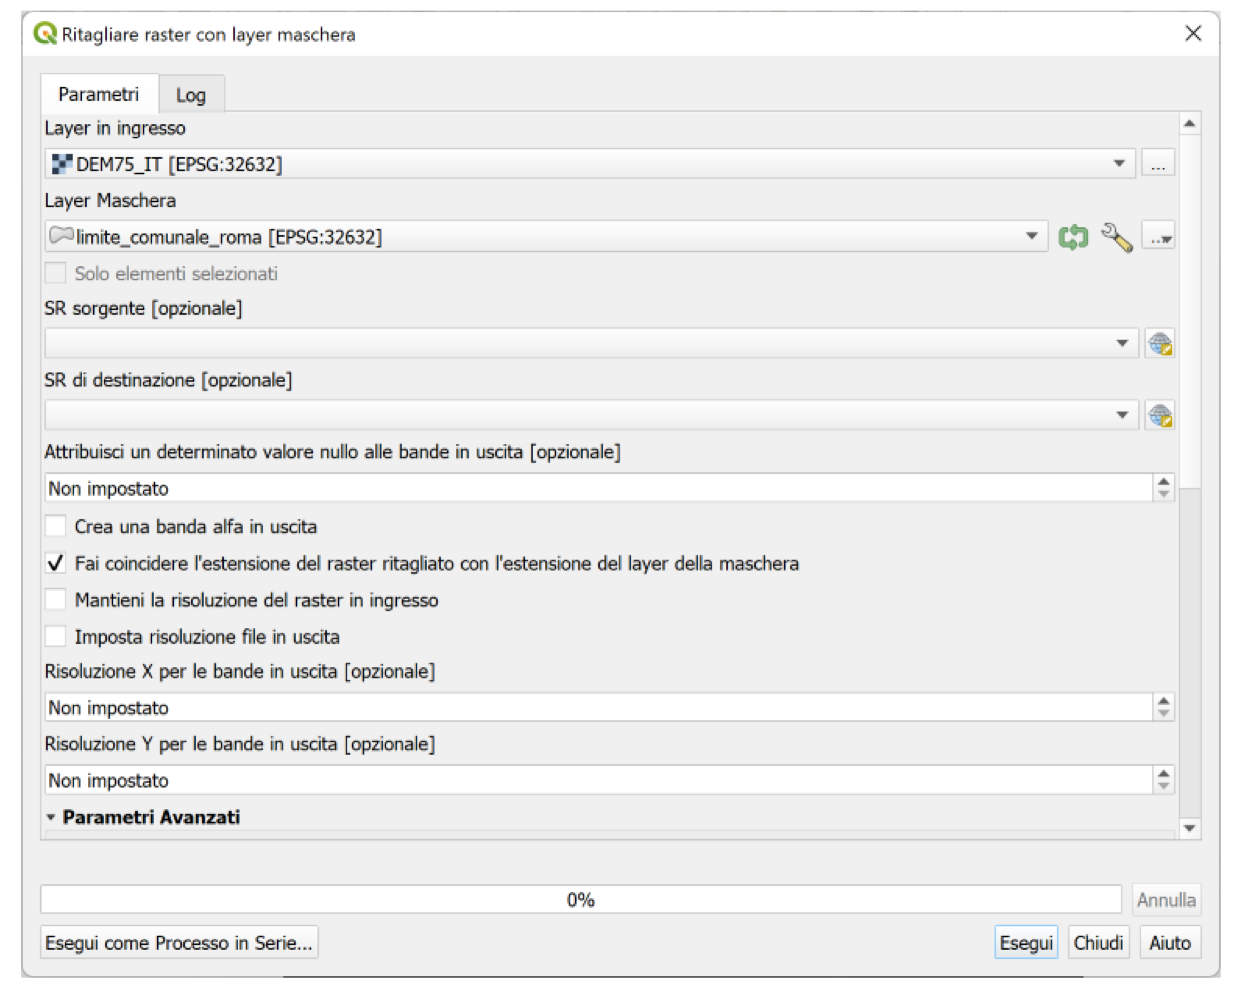 Ritagliare raster con layer maschera
Parametri
Log
Layer in ingresso
DEM75_IT [EPSG:32632]
...
Layer Maschera
limite_comunale_roma [EPSG:32632]
...
Solo elementi selezionati
SR sorgente [opzionale]
SR di destinazione [opzionale]
Attribuisci un determinato valore nullo alle bande in uscita [opzionale]
Non impostato
Crea una banda alfa in uscita
Fai coincidere l'estensione del raster ritagliato con l'estensione del layer della maschera
Mantieni la risoluzione del raster in ingresso
Imposta risoluzione file in uscita
Risoluzione X per le bande in uscita [opzionale]
Non impostato
Risoluzione Y per le bande in uscita [opzionale]
Non impostato
Parametri Avanzati
0%
Annulla
Esegui come Processo in Serie...
Esegui
Chiudi
Aiuto